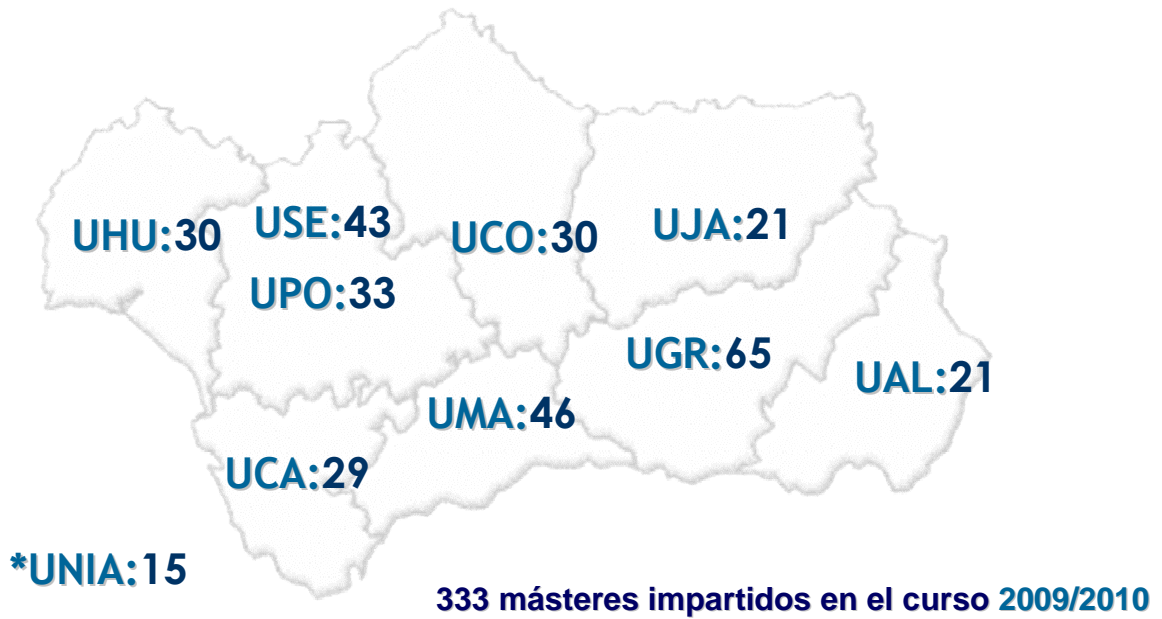 UHU:30
USE:43
UCO:30
UJA:21
UPO:33
UGR:65
UAL:21
UMA:46
UCA:29
*UNIA:15
333 másteres impartidos en el curso 2009/2010